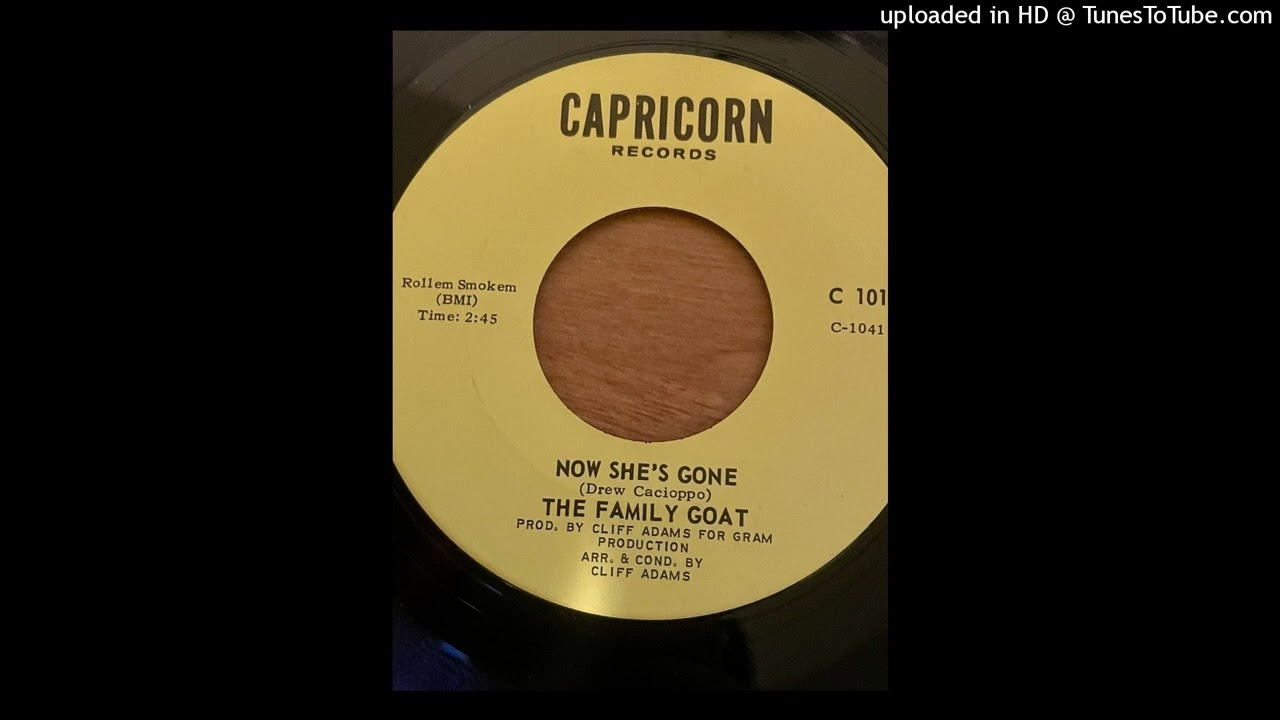 uploaded in HD @ TunesToTube.com
CAPRICORN
RECORDS
Rollem Smokem
(BMI)
Time: 2:45
C 101
C-1041
NOW SHE'S GONE
(Drew Cacioppo)
THE FAMILY GOAT
PROD. BY CLIFF ADAMS FOR GRAM
PRODUCTION
ARR. & COND. BY
CLIFF ADAMS